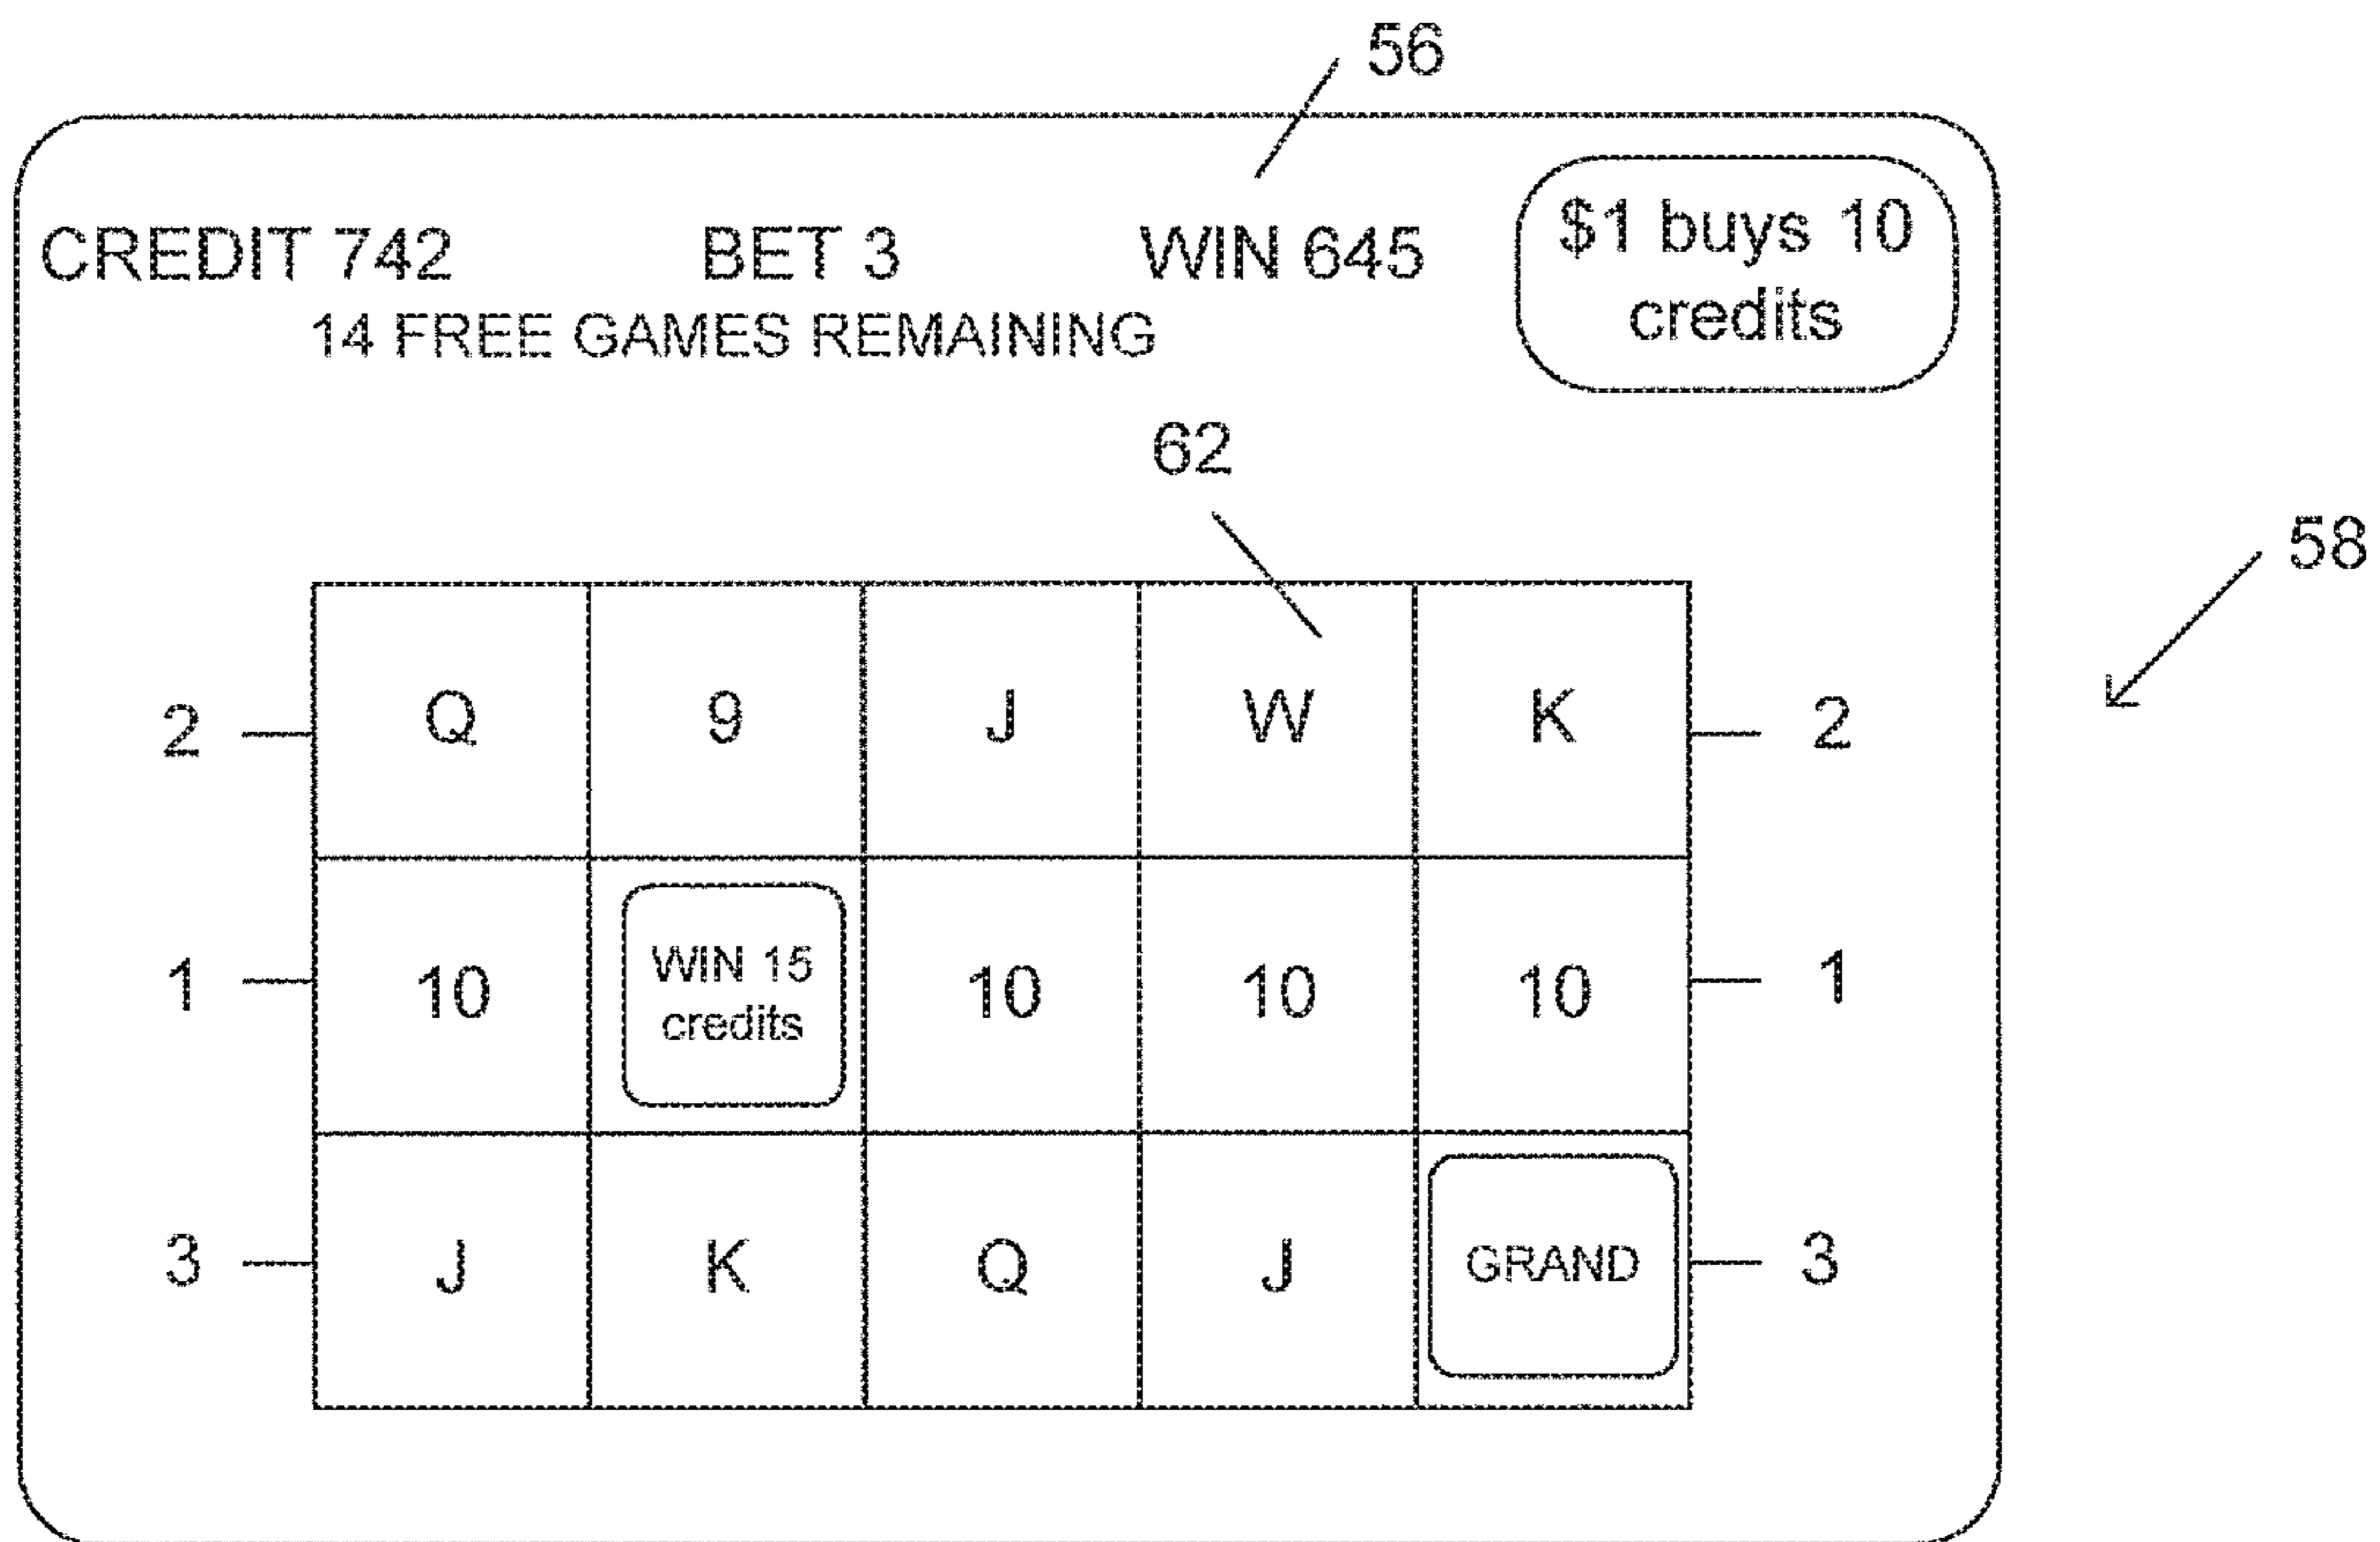 56
CREDIT 742 BET 3 WIN 645
14 FREE GAMES REMAINING
$1 buys 10
credits
62
58
2 Q 9 J W K 2
1 10 WIN 15
credits 10 10 10 1
3 J K Q J GRAND 3